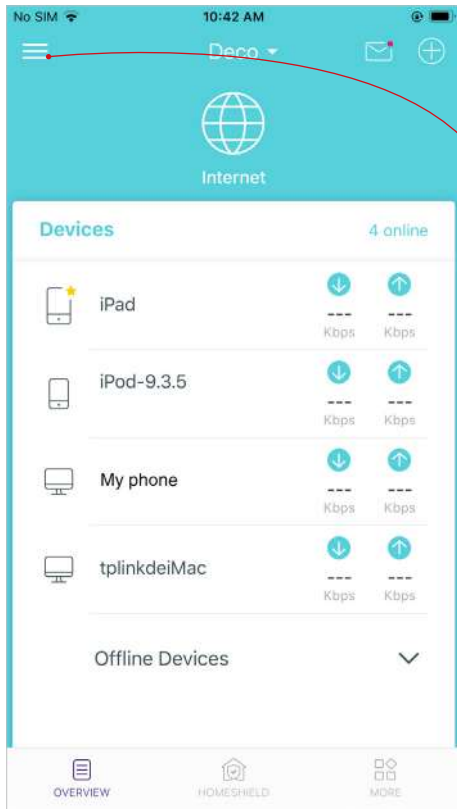 No SIM 10:42 AM
Deco
Internet
Devices 4 online
iPad
--- ---
Kbps Kbps
iPod-9.3.5
--- ---
Kbps Kbps
My phone
--- ---
Kbps Kbps
tplinkdeiMac
--- ---
Kbps Kbps
Offline Devices
OVERVIEW HOMESHIELD MORE